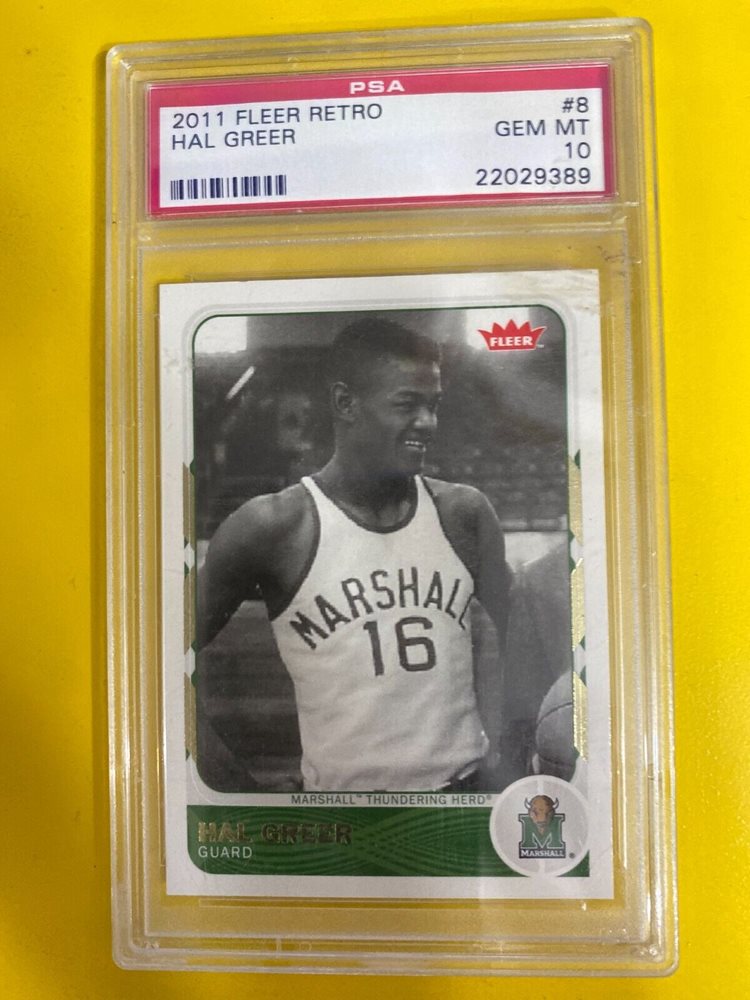 PSA
2011 FLEER RETRO #8
HAL GREER GEM MT
10
22029389
FLEER
MARSHALL
16
MARSHALL™ THUNDERING HERD®
HAL GREER
GUARD
M
MARSHALL®